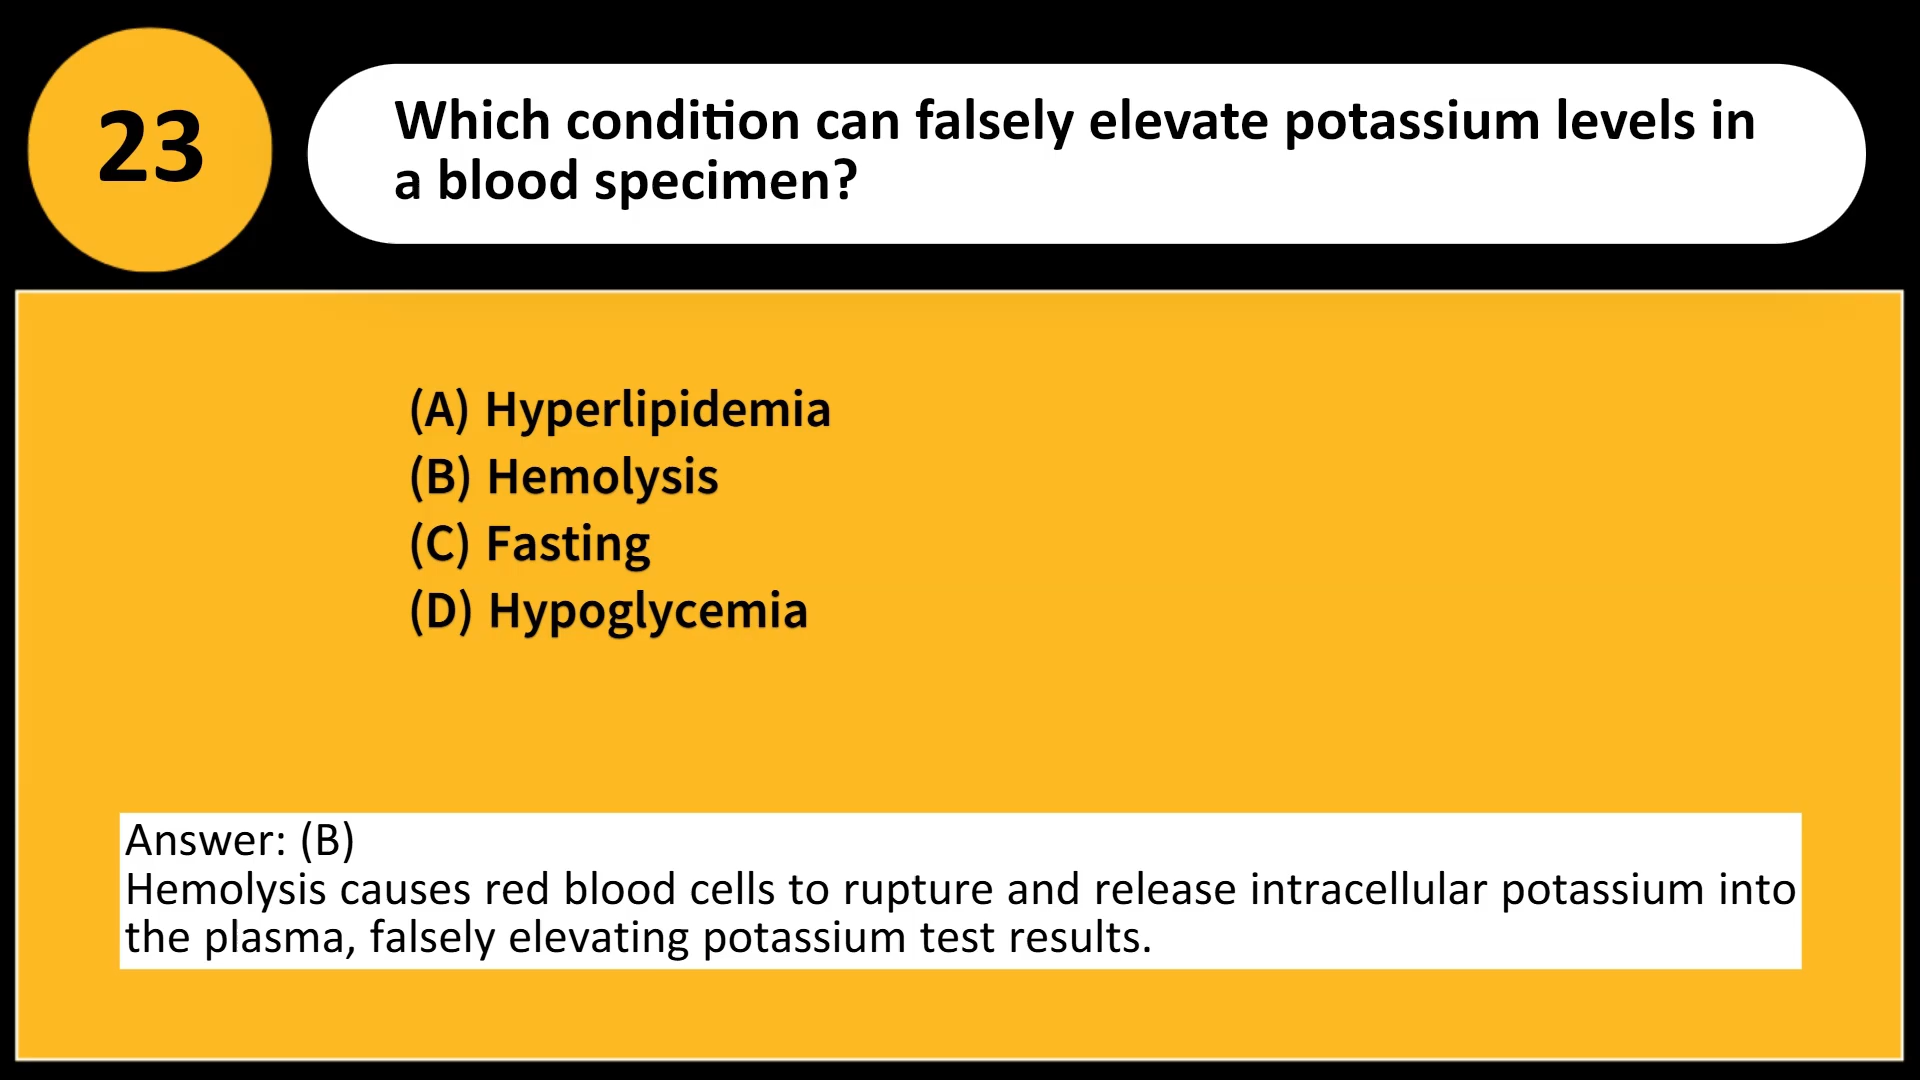 23
Which condition can falsely elevate potassium levels in
a blood specimen?
(A) Hyperlipidemia
(B) Hemolysis
(C) Fasting
(D) Hypoglycemia
Answer: (B)
Hemolysis causes red blood cells to rupture and release intracellular potassium into
the plasma, falsely elevating potassium test results.